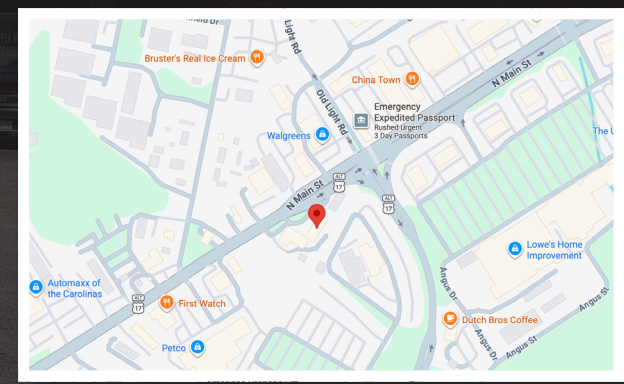 Light Rd
Bruster's Real Ice Cream
China Town
N Main St
Old Light Rd
Emergency
Expedited Passport
Rushed Urgent
3 Day Passports
Walgreens
N Main St
ALT
17
ALT
17
Lowe's Home
Improvement
Automaxx of
the Carolinas
ALT
17
First Watch
Angus Dr
Angus St
Dutch Bros Coffee
Petco
Angus St